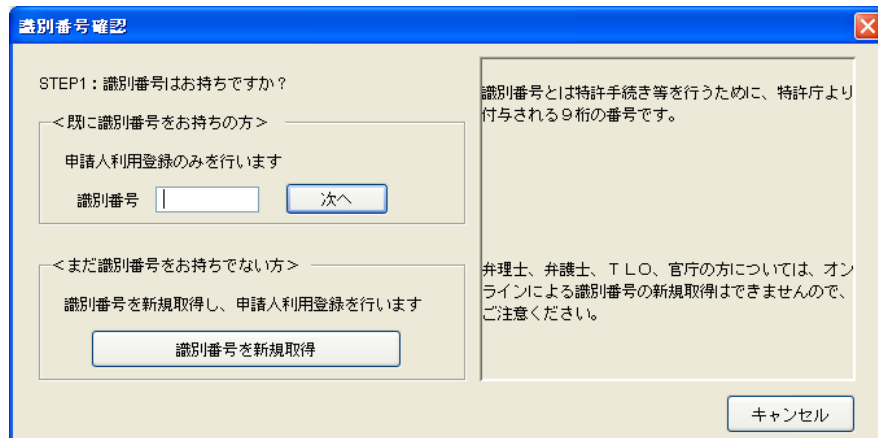 識別番号確認
STEP1：識別番号はお持ちですか？
＜既に識別番号をお持ちの方＞
申請人利用登録のみを行います
識別番号
次へ
＜まだ識別番号をお持ちでない方＞
識別番号を新規取得し、申請人利用登録を行います
識別番号を新規取得
識別番号とは特許手続き等を行うために、特許庁より
付与される９桁の番号です。
弁理士、弁護士、ＴＬＯ、官庁の方については、オン
ラインによる識別番号の新規取得はできませんので、
ご注意ください。
キャンセル